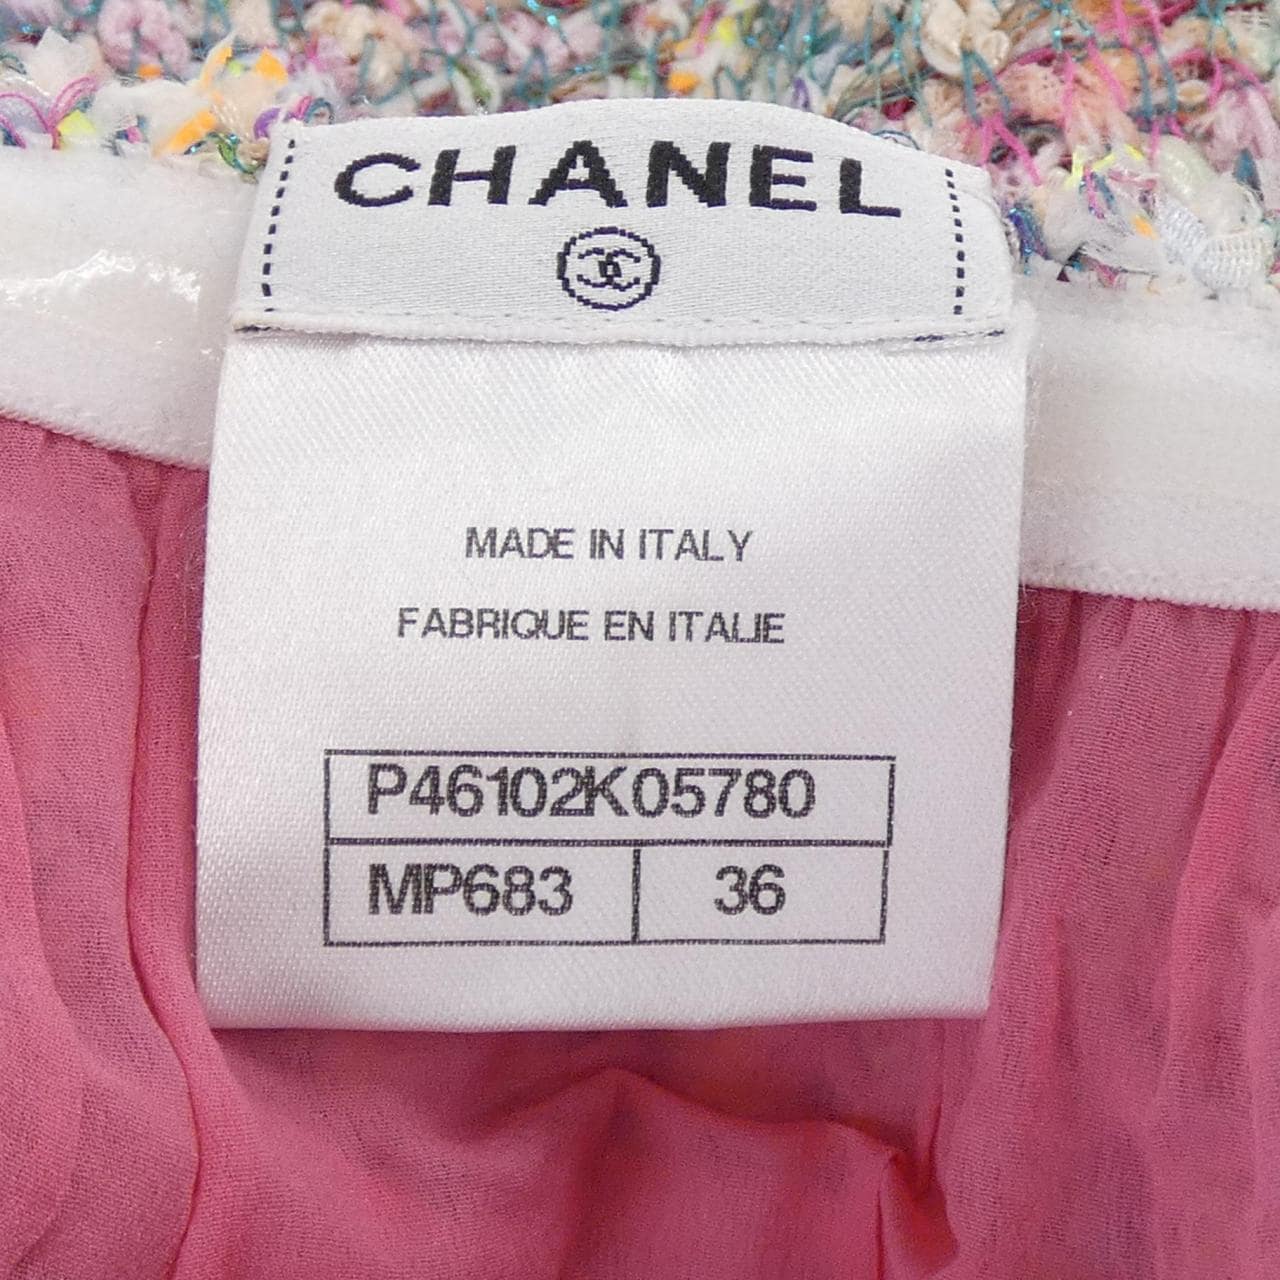 CHANEL
MADE IN ITALY
FABRIQUE EN ITALIE
P46102K05780
MP683 36